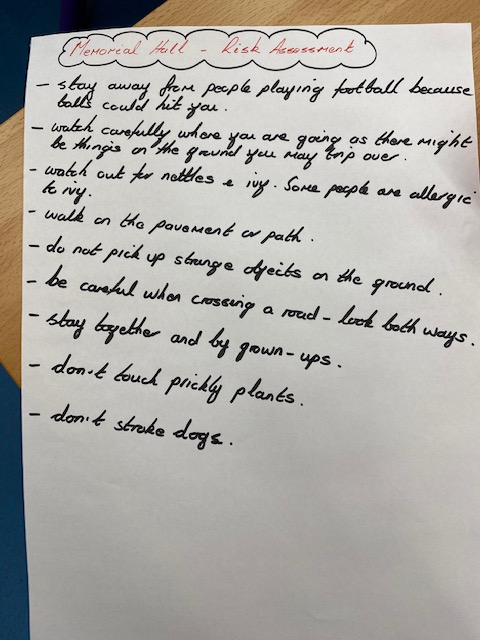 Memorial Hall - Risk Assessment
- stay away from people playing football because
balls could hit you.
- watch carefully where you are going as there might
be things on the ground you may trip over.
- watch out for nettles & ivy. Some people are allergic
to ivy.
- walk on the pavement or path.
- do not pick up strange objects on the ground.
- be careful when crossing a road - look both ways.
- stay together and by grown-ups.
- don't touch prickly plants.
- don't stroke dogs.